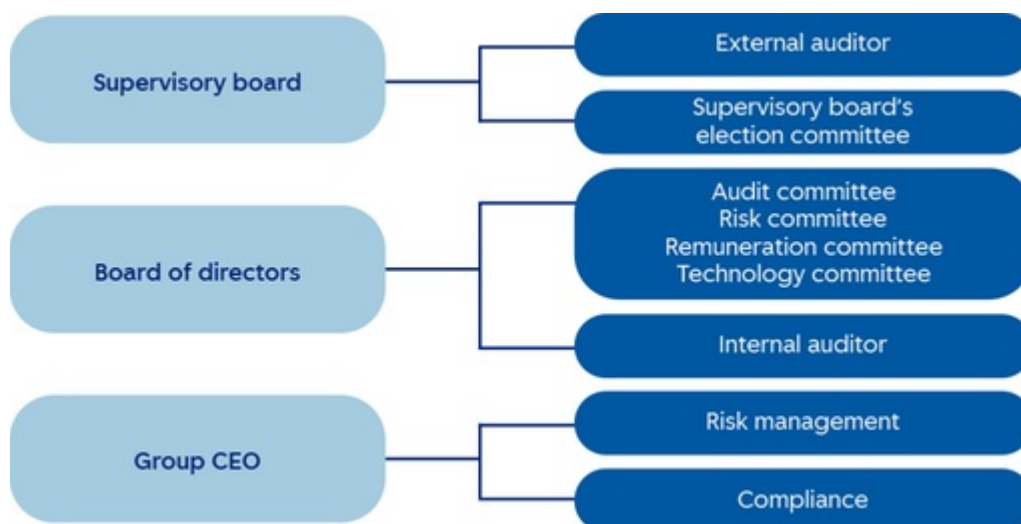 Supervisory board
External auditor
Supervisory board's
election committee
Board of directors
Audit committee
Risk committee
Remuneration committee
Technology committee
Internal auditor
Group CEO
Risk management
Compliance